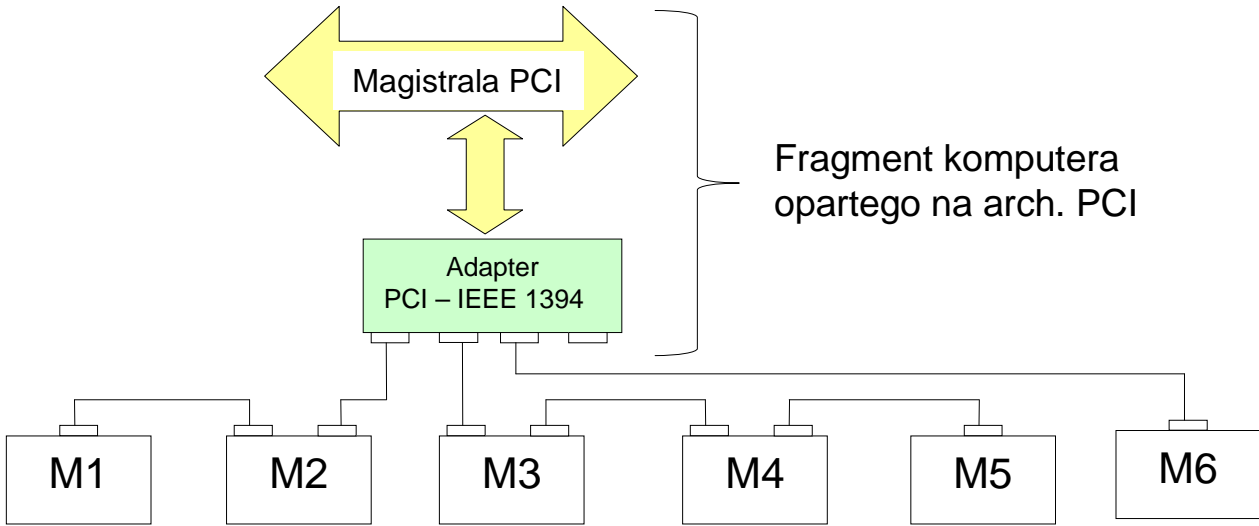 Magistrala PCI
Fragment komputera
opartego na arch. PCI
Adapter
PCI – IEEE 1394
M1
M2
M3
M4
M5
M6